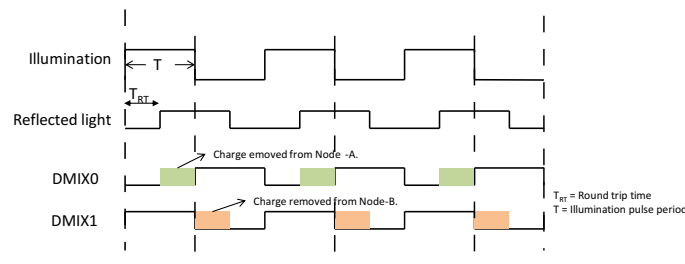 Illumination
T
T_RT
Reflected light
Charge emoved from Node -A.
DMIX0
Charge removed from Node-B.
DMIX1
T_RT = Round trip time
T = Illumination pulse period